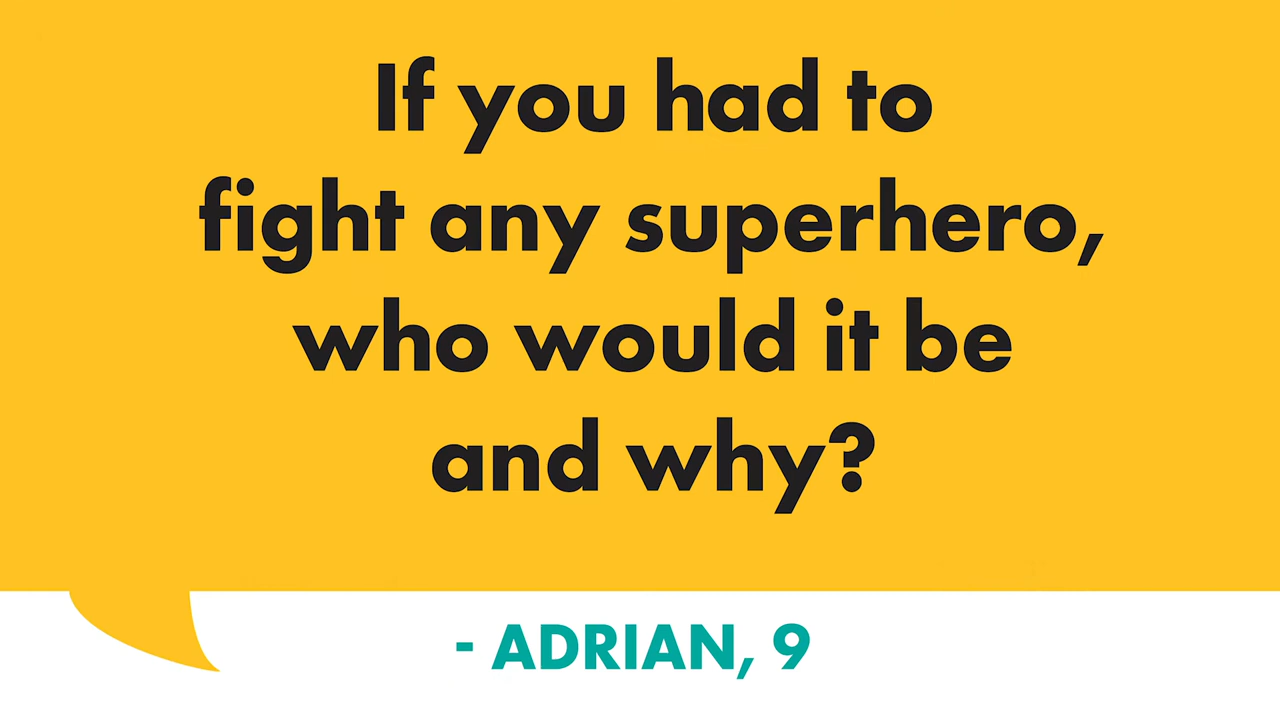 If you had to
fight any superhero,
who would it be
and why?
- ADRIAN, 9